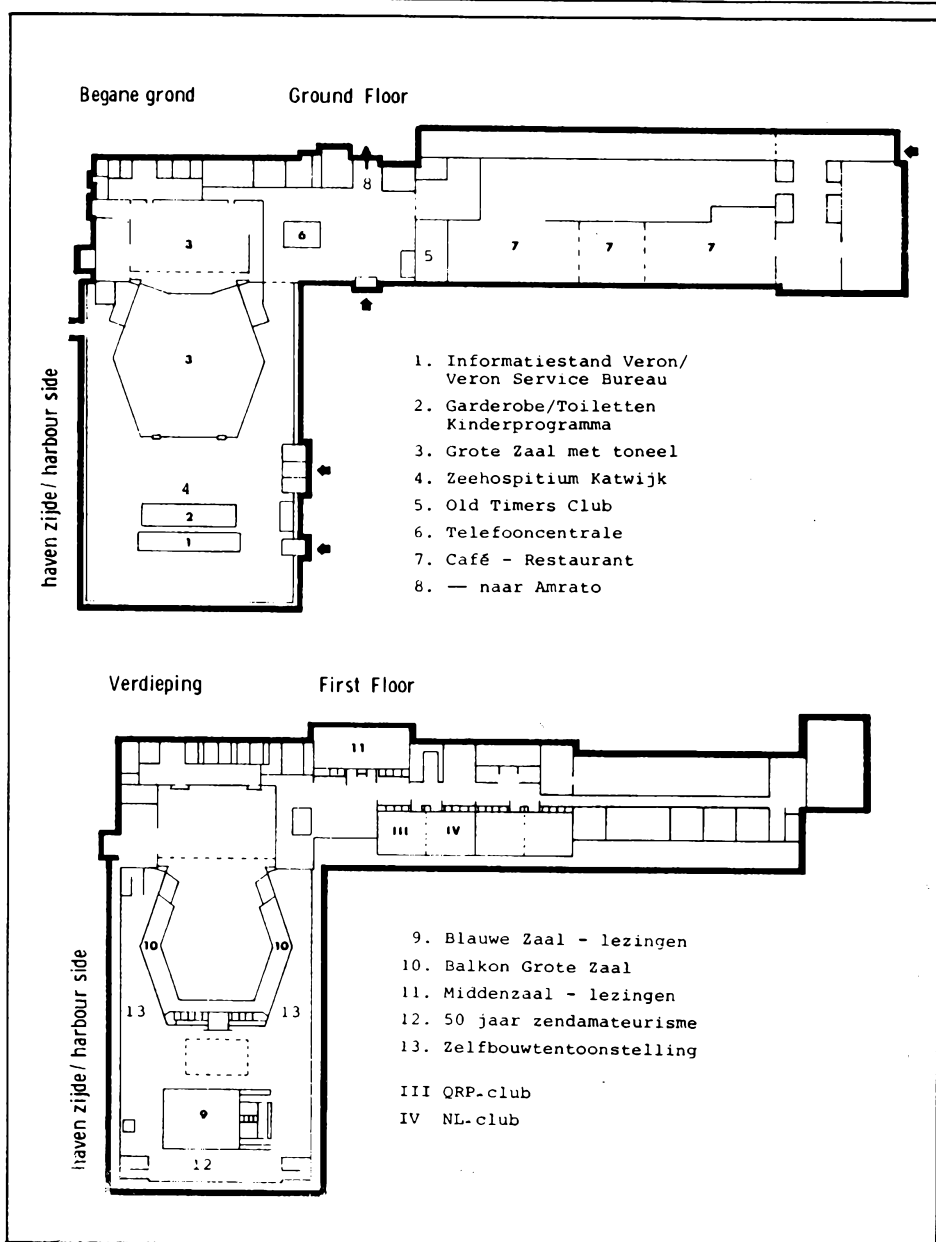 Begane grond Ground Floor
8
3
6
5
7 7 7
3
haven zijde/ harbour side
4
2
1
1. Informatiestand Veron/
Veron Service Bureau
2. Garderobe/Toiletten
Kinderprogramma
3. Grote Zaal met toneel
4. Zeehospitium Katwijk
5. Old Timers Club
6. Telefooncentrale
7. Café - Restaurant
8. — naar Amrato
Verdieping First Floor
11
III IV
10 10
13 13
haven zijde/ harbour side
9
12
9. Blauwe Zaal - lezingen
10. Balkon Grote Zaal
11. Middenzaal - lezingen
12. 50 jaar zendamateurisme
13. Zelfbouwtentoonstelling
III QRP-club
IV NL-club